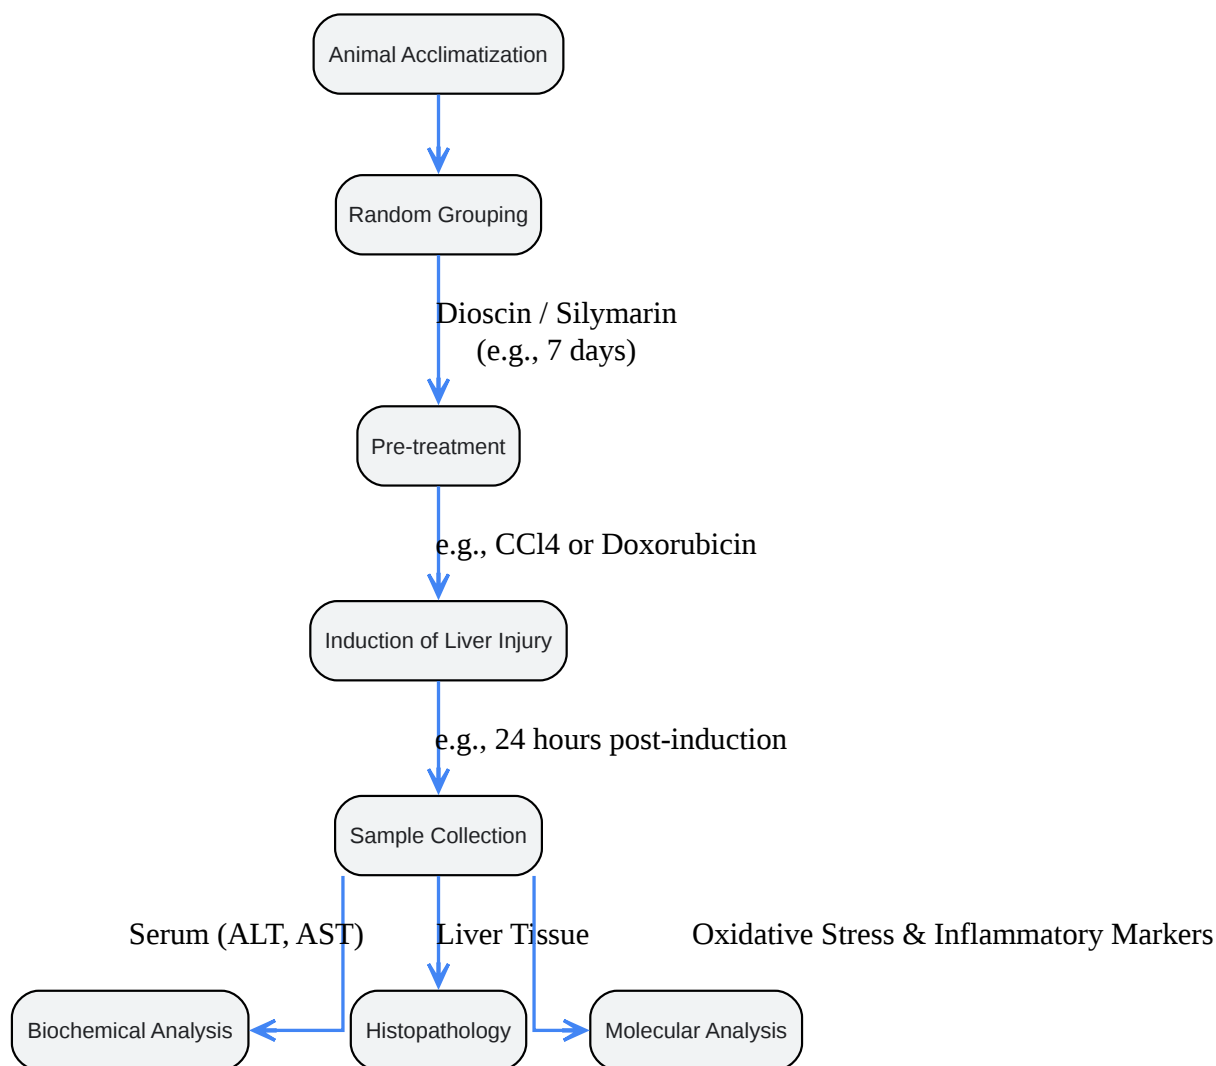 Animal Acclimatization
Random Grouping
Dioscin / Silymarin
(e.g., 7 days)
Pre-treatment
e.g., CCl4 or Doxorubicin
Induction of Liver Injury
e.g., 24 hours post-induction
Sample Collection
Serum (ALT, AST)
Liver Tissue
Oxidative Stress & Inflammatory Markers
Biochemical Analysis
Histopathology
Molecular Analysis